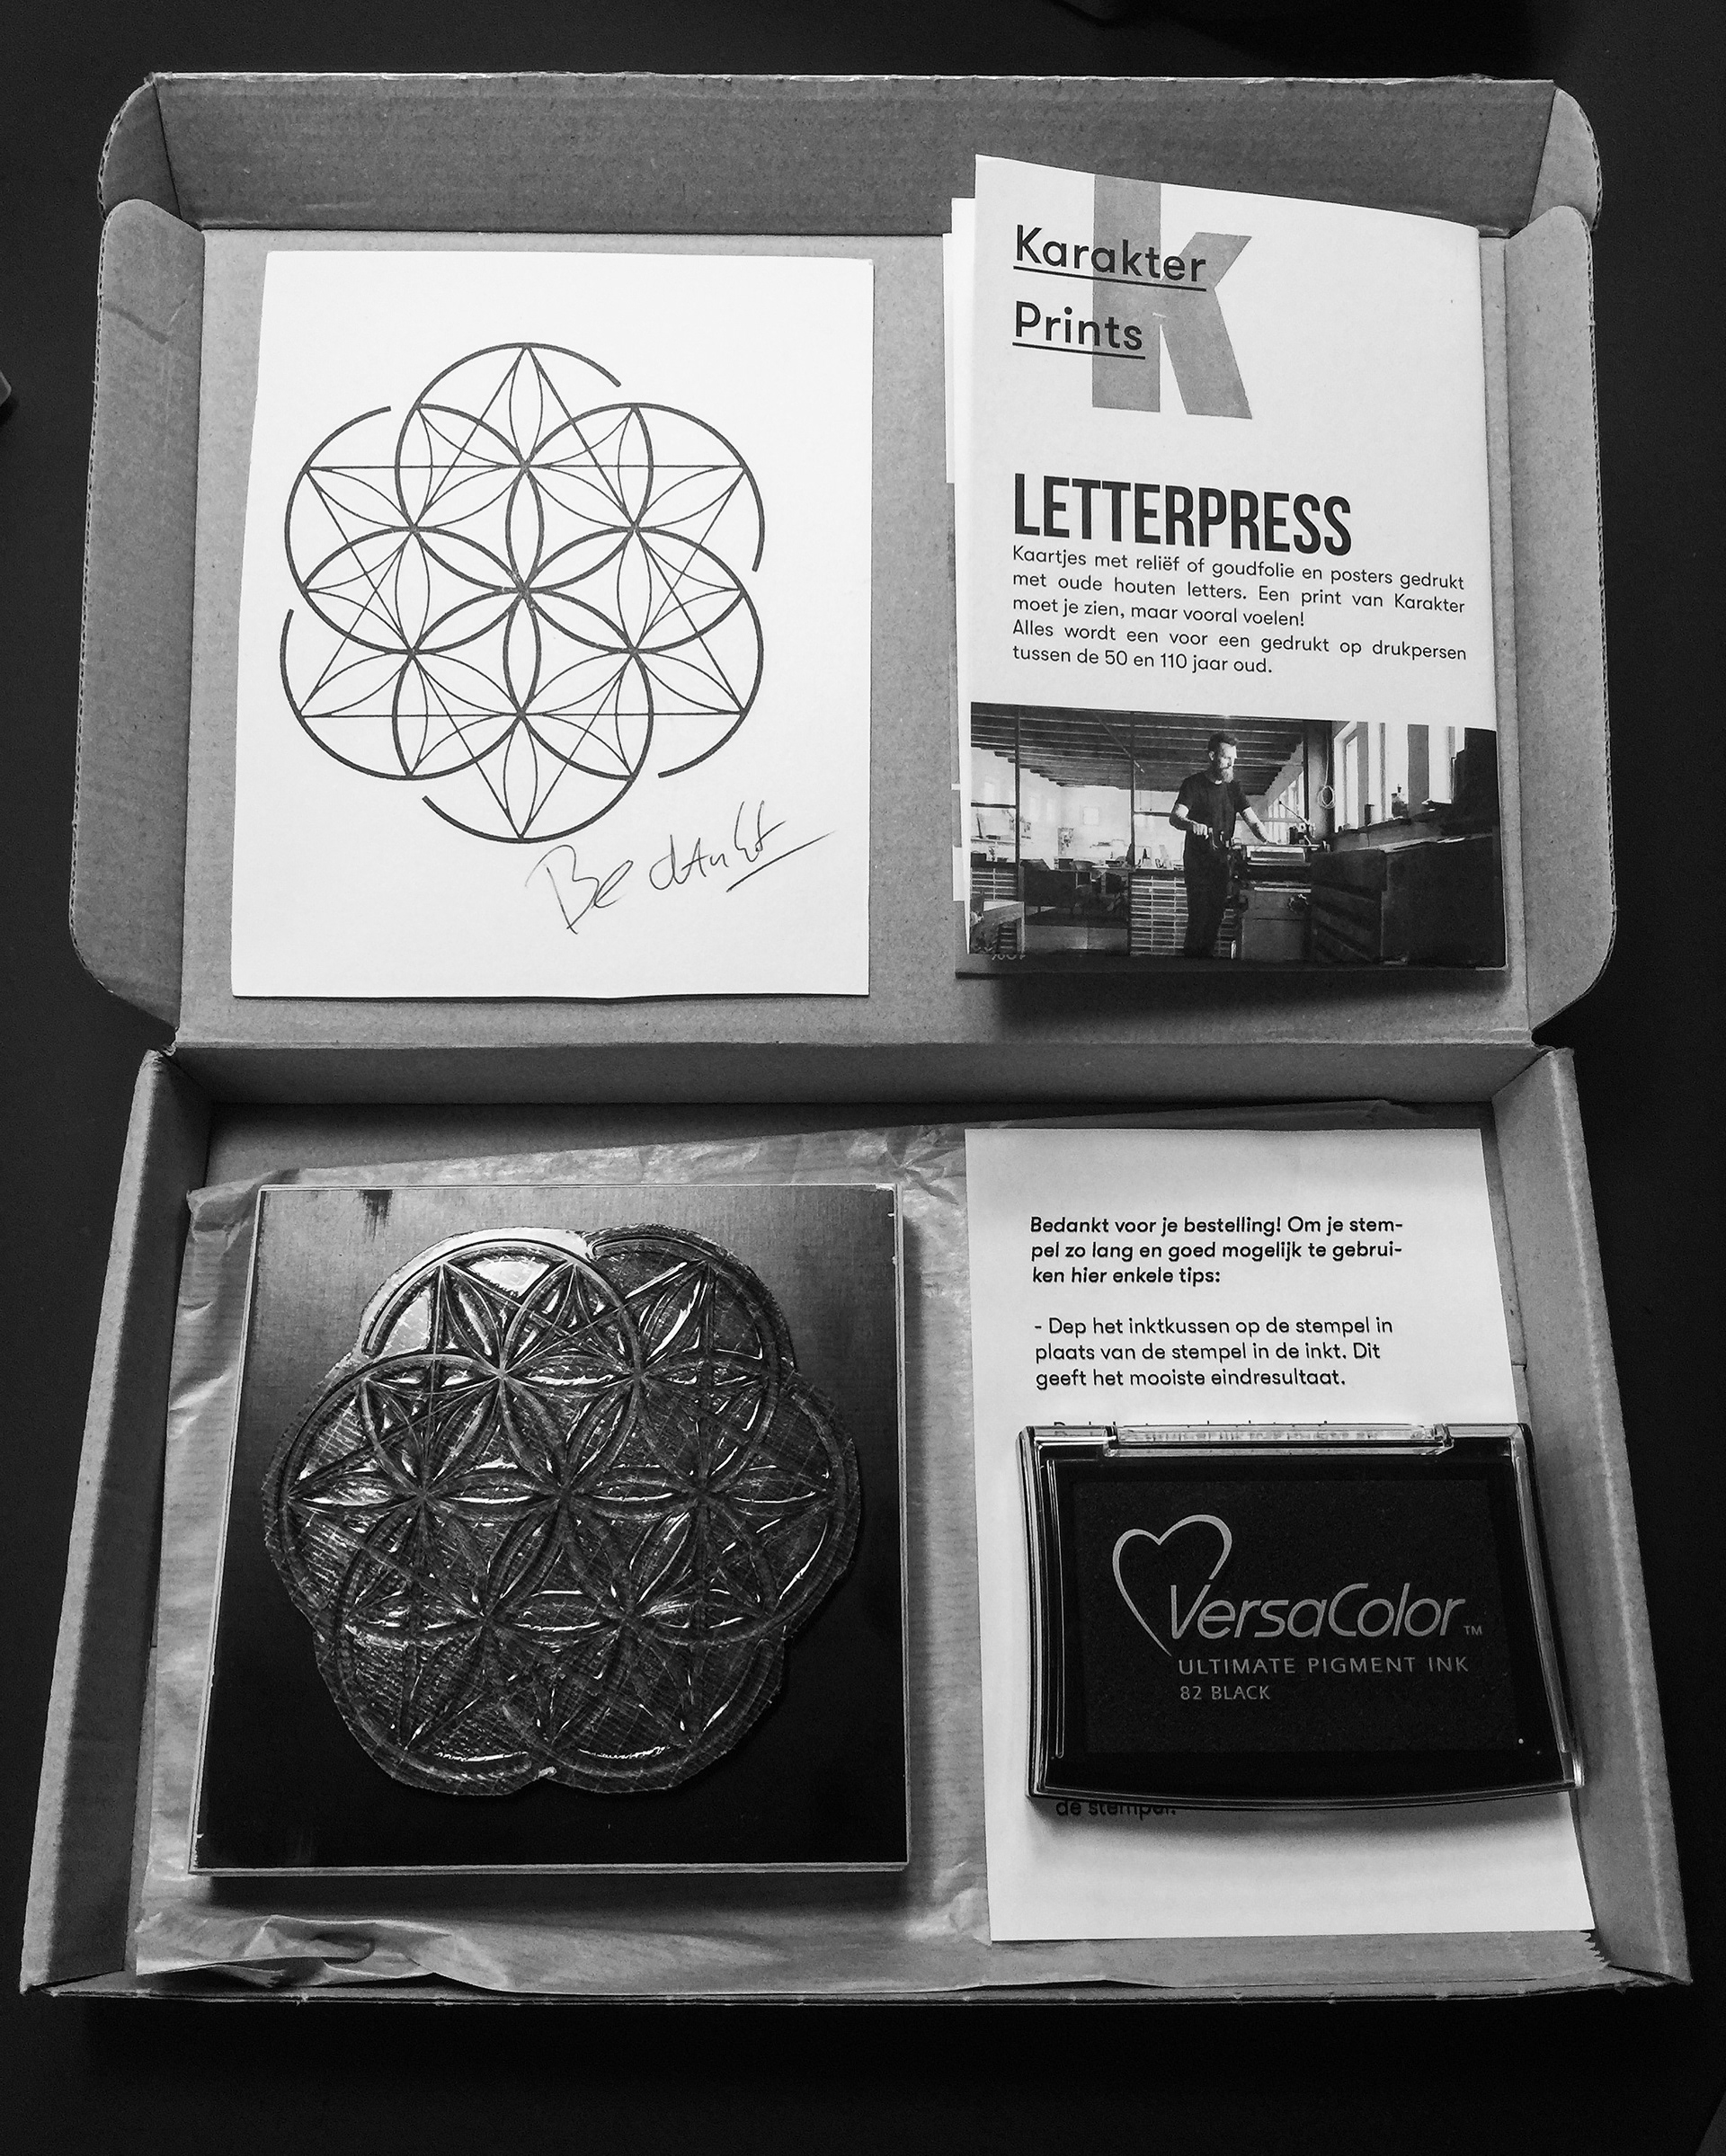 Karakter
Prints
LETTERPRESS
Kaartjes met reliëf of goudfolie en posters gedrukt
met oude houten letters. Een print van Karakter
moet je zien, maar vooral voelen!
Alles wordt een voor een gedrukt op drukpersen
tussen de 50 en 110 jaar oud.
Bedankt
Bedankt voor je bestelling! Om je stem-
pel zo lang en goed mogelijk te gebrui-
ken hier enkele tips:
- Dep het inktkussen op de stempel in
plaats van de stempel in de inkt. Dit
geeft het mooiste eindresultaat.
VersaColor™
ULTIMATE PIGMENT INK
82 BLACK
de stempel.